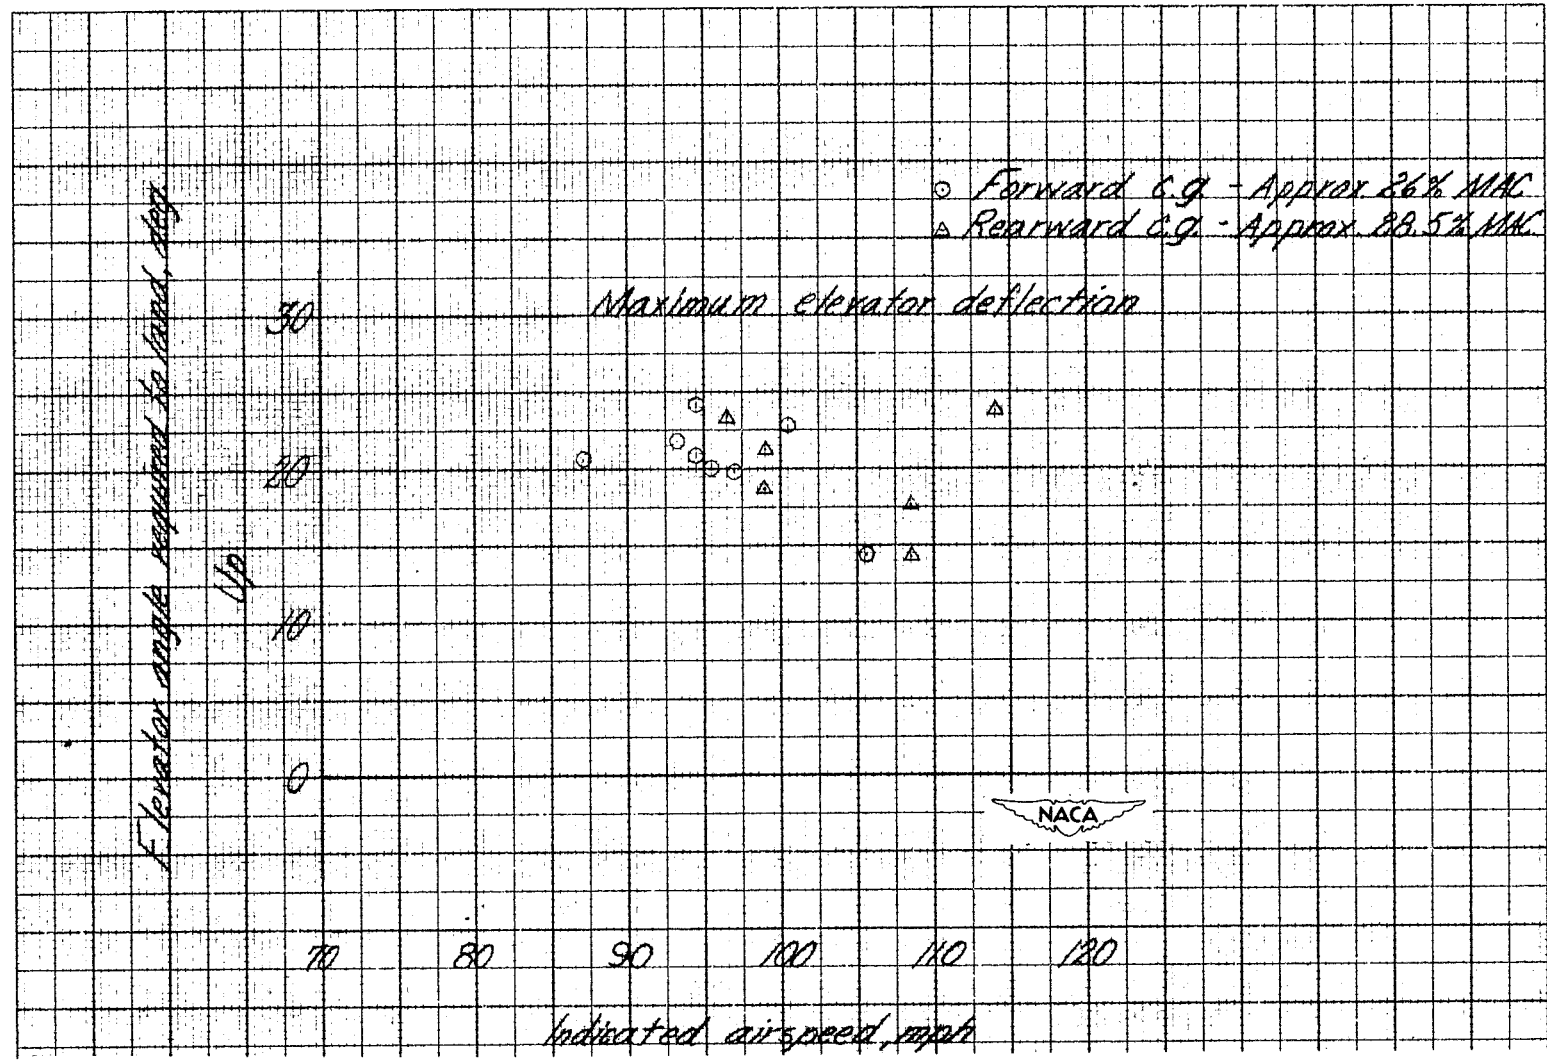 Forward c.g. - Approx. 26% MAC
Rearward c.g. - Approx. 28.5% MAC
Maximum elevator deflection
Elevator angle required to land, deg
Up
30
20
10
0
NACA
70 80 90 100 110 120
Indicated airspeed, mph